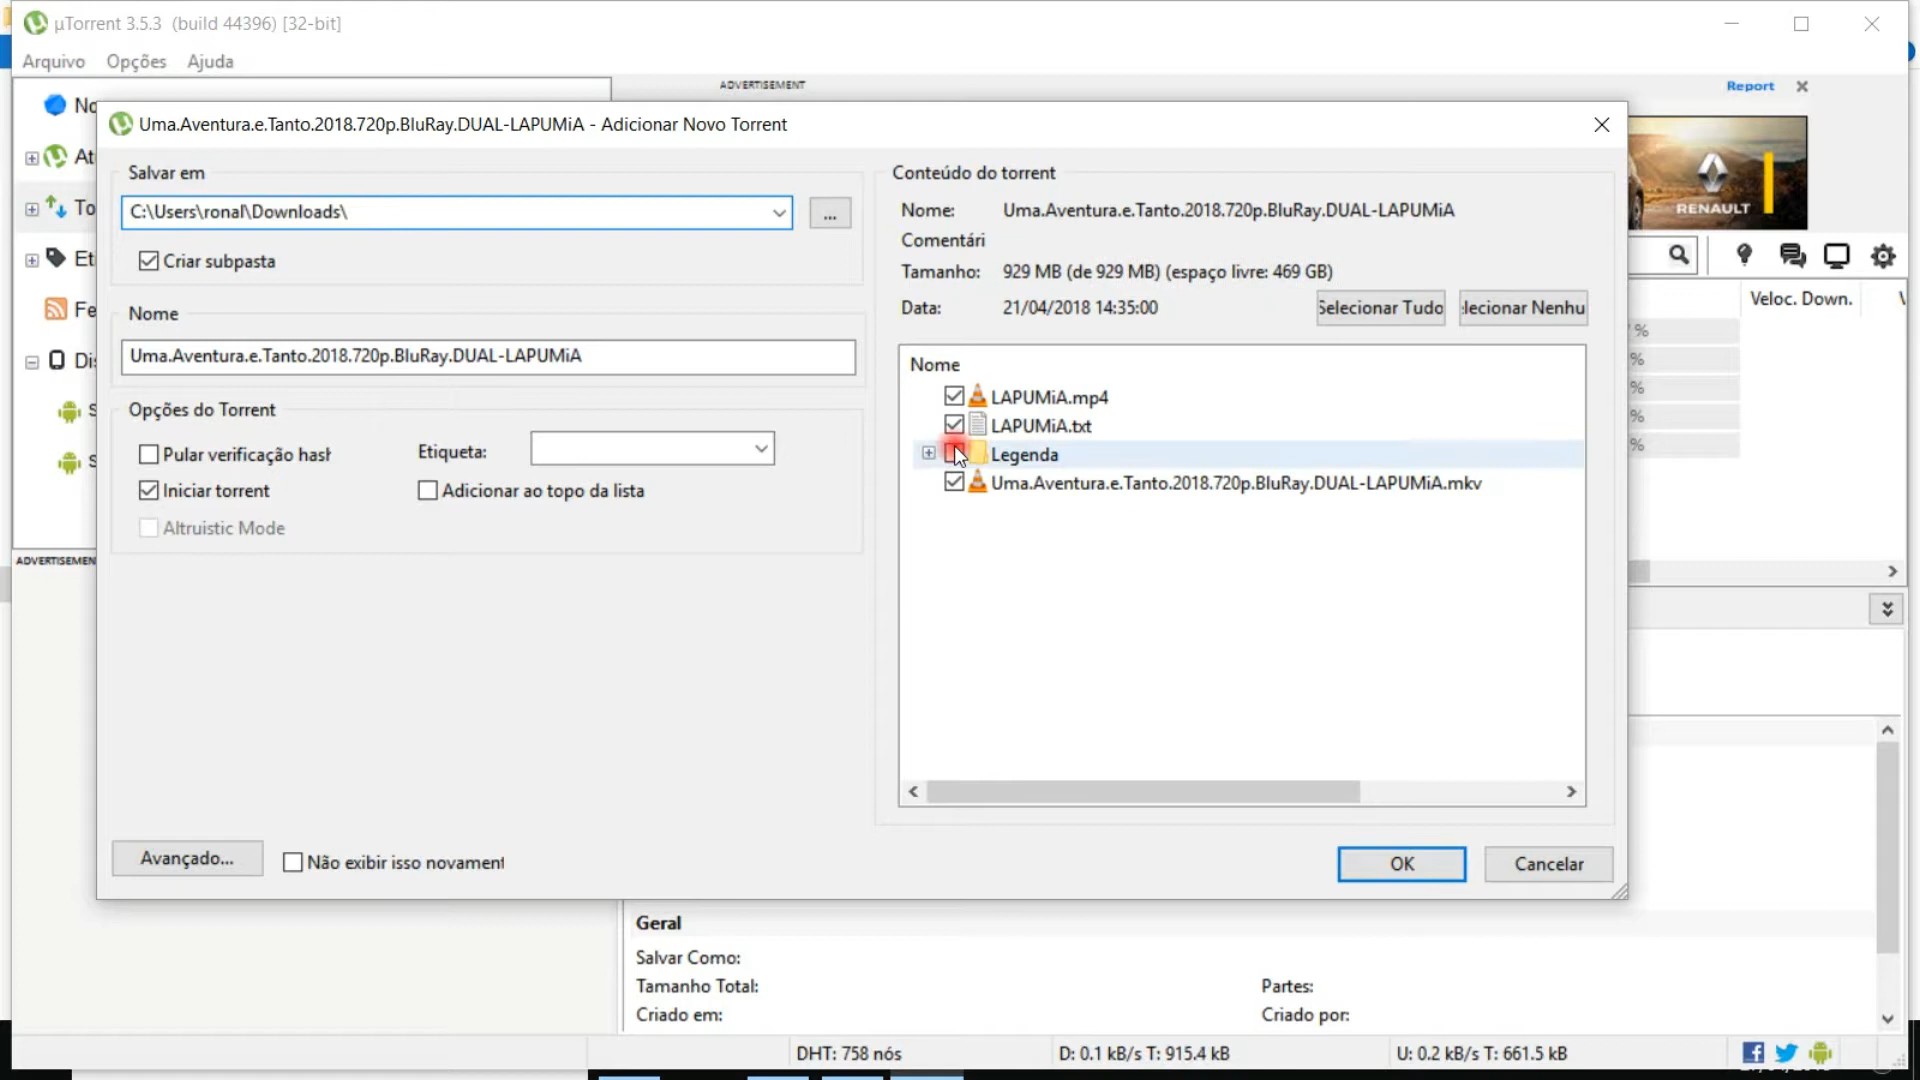 µTorrent 3.5.3 (build 44396) [32-bit]
Arquivo Opções Ajuda
ADVERTISEMENT
Report
Uma.Aventura.e.Tanto.2018.720p.BluRay.DUAL-LAPUMiA - Adicionar Novo Torrent
Salvar em
C:\Users\ronal\Downloads\
...
Criar subpasta
Nome
Uma.Aventura.e.Tanto.2018.720p.BluRay.DUAL-LAPUMiA
Opções do Torrent
Pular verificação hash
Etiqueta:
Iniciar torrent
Adicionar ao topo da lista
Altruistic Mode
Conteúdo do torrent
Nome: Uma.Aventura.e.Tanto.2018.720p.BluRay.DUAL-LAPUMiA
Comentári
Tamanho: 929 MB (de 929 MB) (espaço livre: 469 GB)
Data: 21/04/2018 14:35:00
Selecionar Tudo
lecionar Nenhu
Nome
LAPUMiA.mp4
LAPUMiA.txt
Legenda
Uma.Aventura.e.Tanto.2018.720p.BluRay.DUAL-LAPUMiA.mkv
Avançado...
Não exibir isso novament
OK
Cancelar
RENAULT
Veloc. Down.
%
%
%
%
%
No
At
To
Eti
Fe
Dis
S
S
ADVERTISEMEN
Geral
Salvar Como:
Tamanho Total:
Partes:
Criado em:
Criado por:
DHT: 758 nós
D: 0.1 kB/s T: 915.4 kB
U: 0.2 kB/s T: 661.5 kB